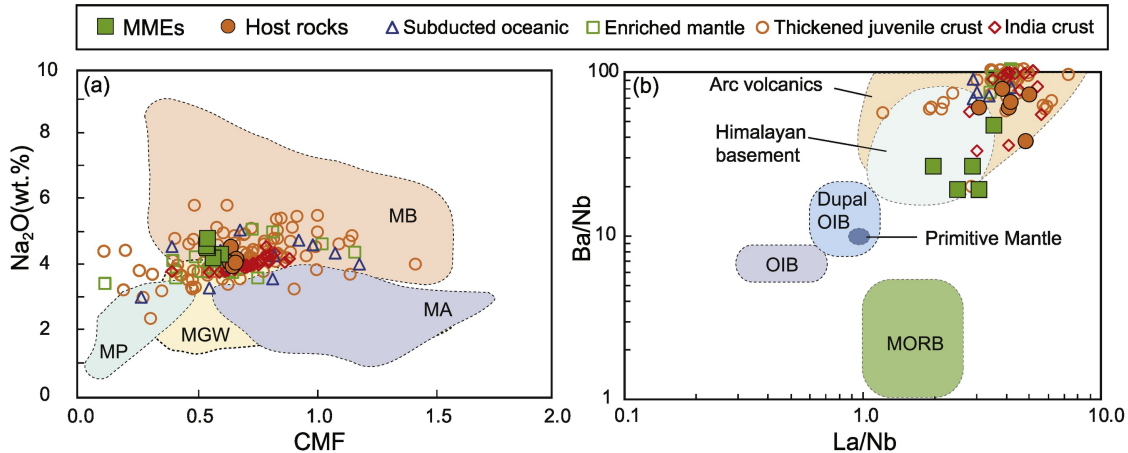 MMEs Host rocks Subducted oceanic Enriched mantle Thickened juvenile crust India crust
(a)
Na2O(wt.%)
10
8
6
4
2
0
0.0 0.5 1.0 1.5 2.0
CMF
MB
MA
MGW
MP
(b)
Ba/Nb
100
10
1
0.1 1.0 10.0
La/Nb
Arc volcanics
Himalayan
basement
Dupal
OIB
Primitive Mantle
OIB
MORB